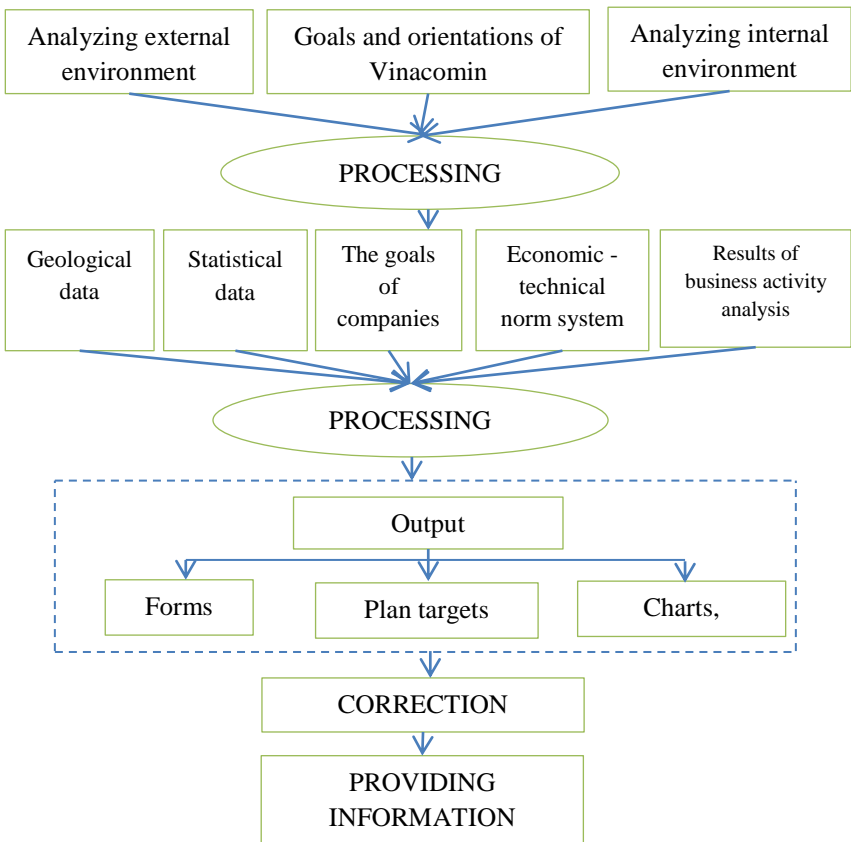 Analyzing external
environment
Goals and orientations of
Vinacomin
Analyzing internal
environment
PROCESSING
Geological
data
Statistical
data
The goals
of
companies
Economic -
technical
norm system
Results of
business activity
analysis
PROCESSING
Output
Forms
Plan targets
Charts,
CORRECTION
PROVIDING
INFORMATION